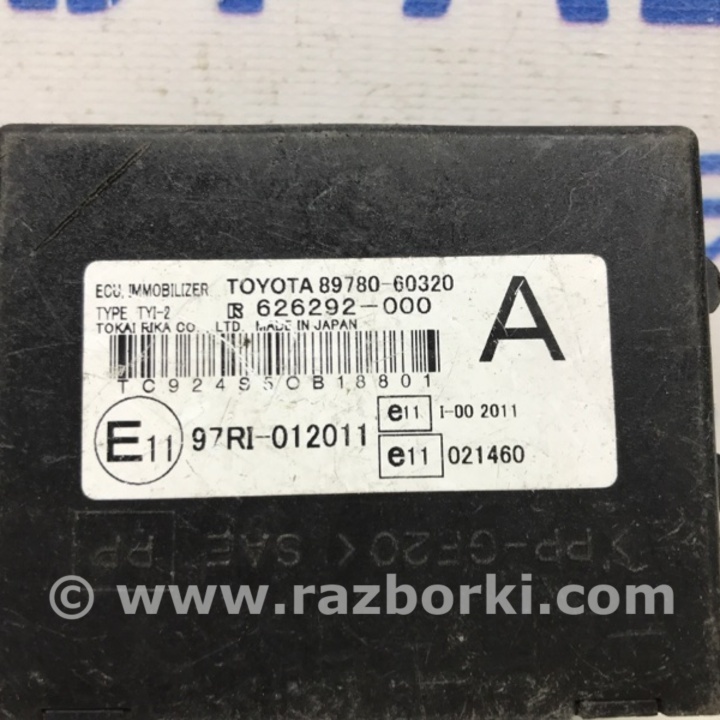 ECU, IMMOBILIZER TOYOTA 89780-60320
TYPE TYI-2 626292-000
TOKAI RIKA CO., LTD. MADE IN JAPAN
A
TC924S5OB18801
E11 97RI-012011
e11 I-00 2011
e11 021460
>PP-GF20< SAE PP
© www.razborki.com